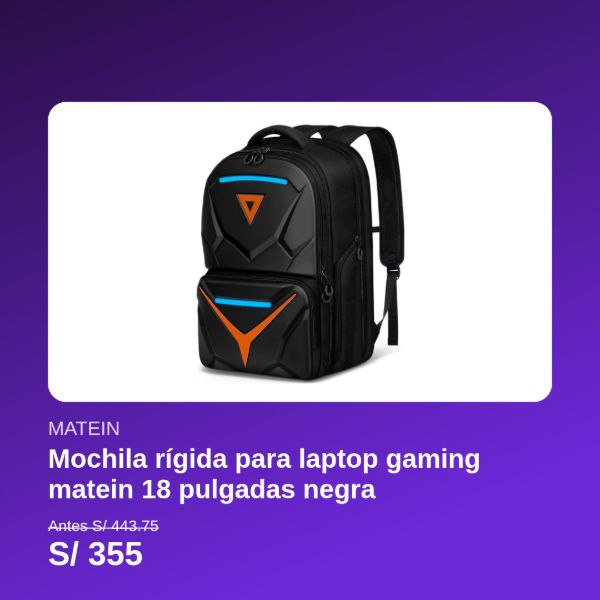 MATEIN
Mochila rígida para laptop gaming
matein 18 pulgadas negra
Antes S/ 443.75
S/ 355